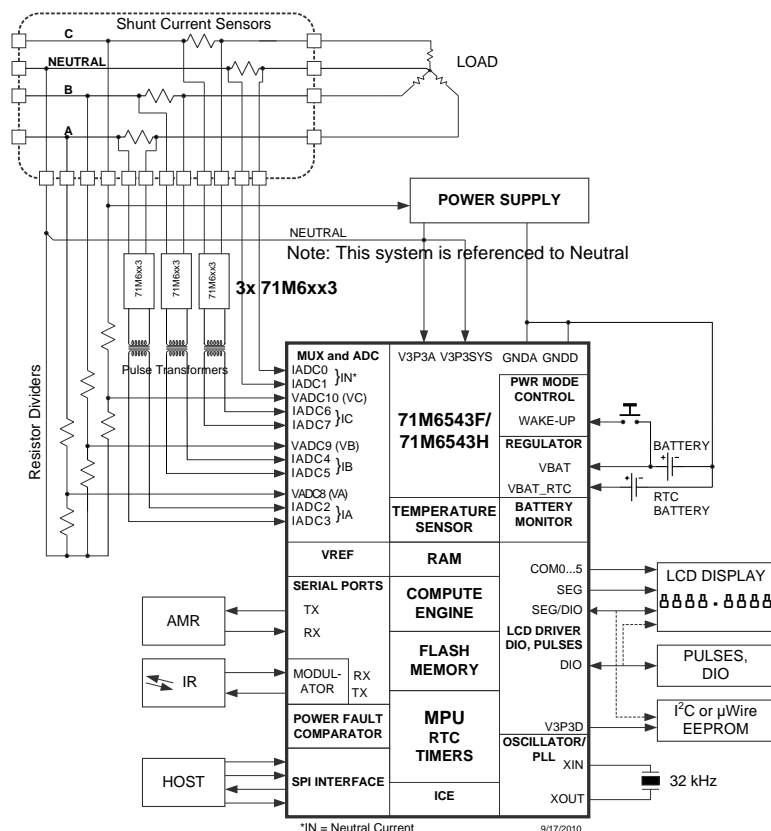 Shunt Current Sensors
C
NEUTRAL
B
A
LOAD
POWER SUPPLY
NEUTRAL
Note: This system is referenced to Neutral
71M6xx3
71M6xx3
71M6xx3
3x 71M6xx3
Pulse Transformers
Resistor Dividers
MUX and ADC
IADC0
IADC1
}IN*
VADC10 (VC)
IADC6
IADC7
}IC
VADC9 (VB)
IADC4
IADC5
}IB
VADC8 (VA)
IADC2
IADC3
}IA
V3P3A
V3P3SYS
GNDA
GNDD
71M6543F/
71M6543H
PWR MODE
CONTROL
WAKE-UP
REGULATOR
VBAT
VBAT_RTC
BATTERY
RTC
BATTERY
TEMPERATURE
SENSOR
BATTERY
MONITOR
VREF
RAM
SERIAL PORTS
TX
RX
AMR
COMPUTE
ENGINE
COM0...5
SEG
SEG/DIO
LCD DRIVER
DIO, PULSES
DIO
LCD DISPLAY
8888.8888
PULSES,
DIO
FLASH
MEMORY
IR
MODUL-
ATOR
RX
TX
POWER FAULT
COMPARATOR
MPU
RTC
TIMERS
V3P3D
I2C or µWire
EEPROM
OSCILLATOR/
PLL
XIN
XOUT
32 kHz
HOST
SPI INTERFACE
ICE
*IN = Neutral Current
9/17/2010